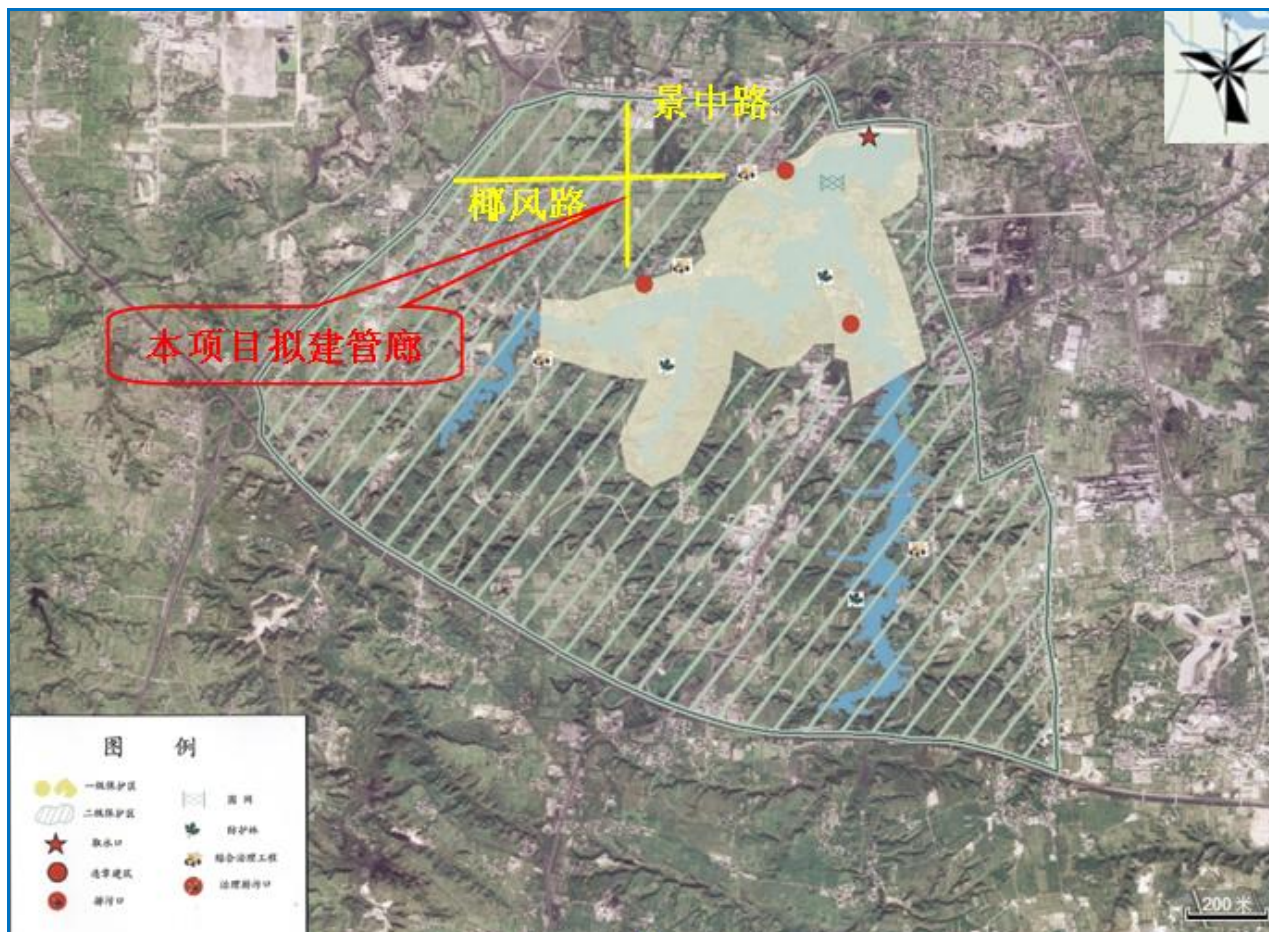 景中路
椰风路
本项目拟建管廊
图 例
一级保护区
二级保护区
取水口
违章建筑
排污口
围网
防护林
综合治理工程
治理排污口
200 米